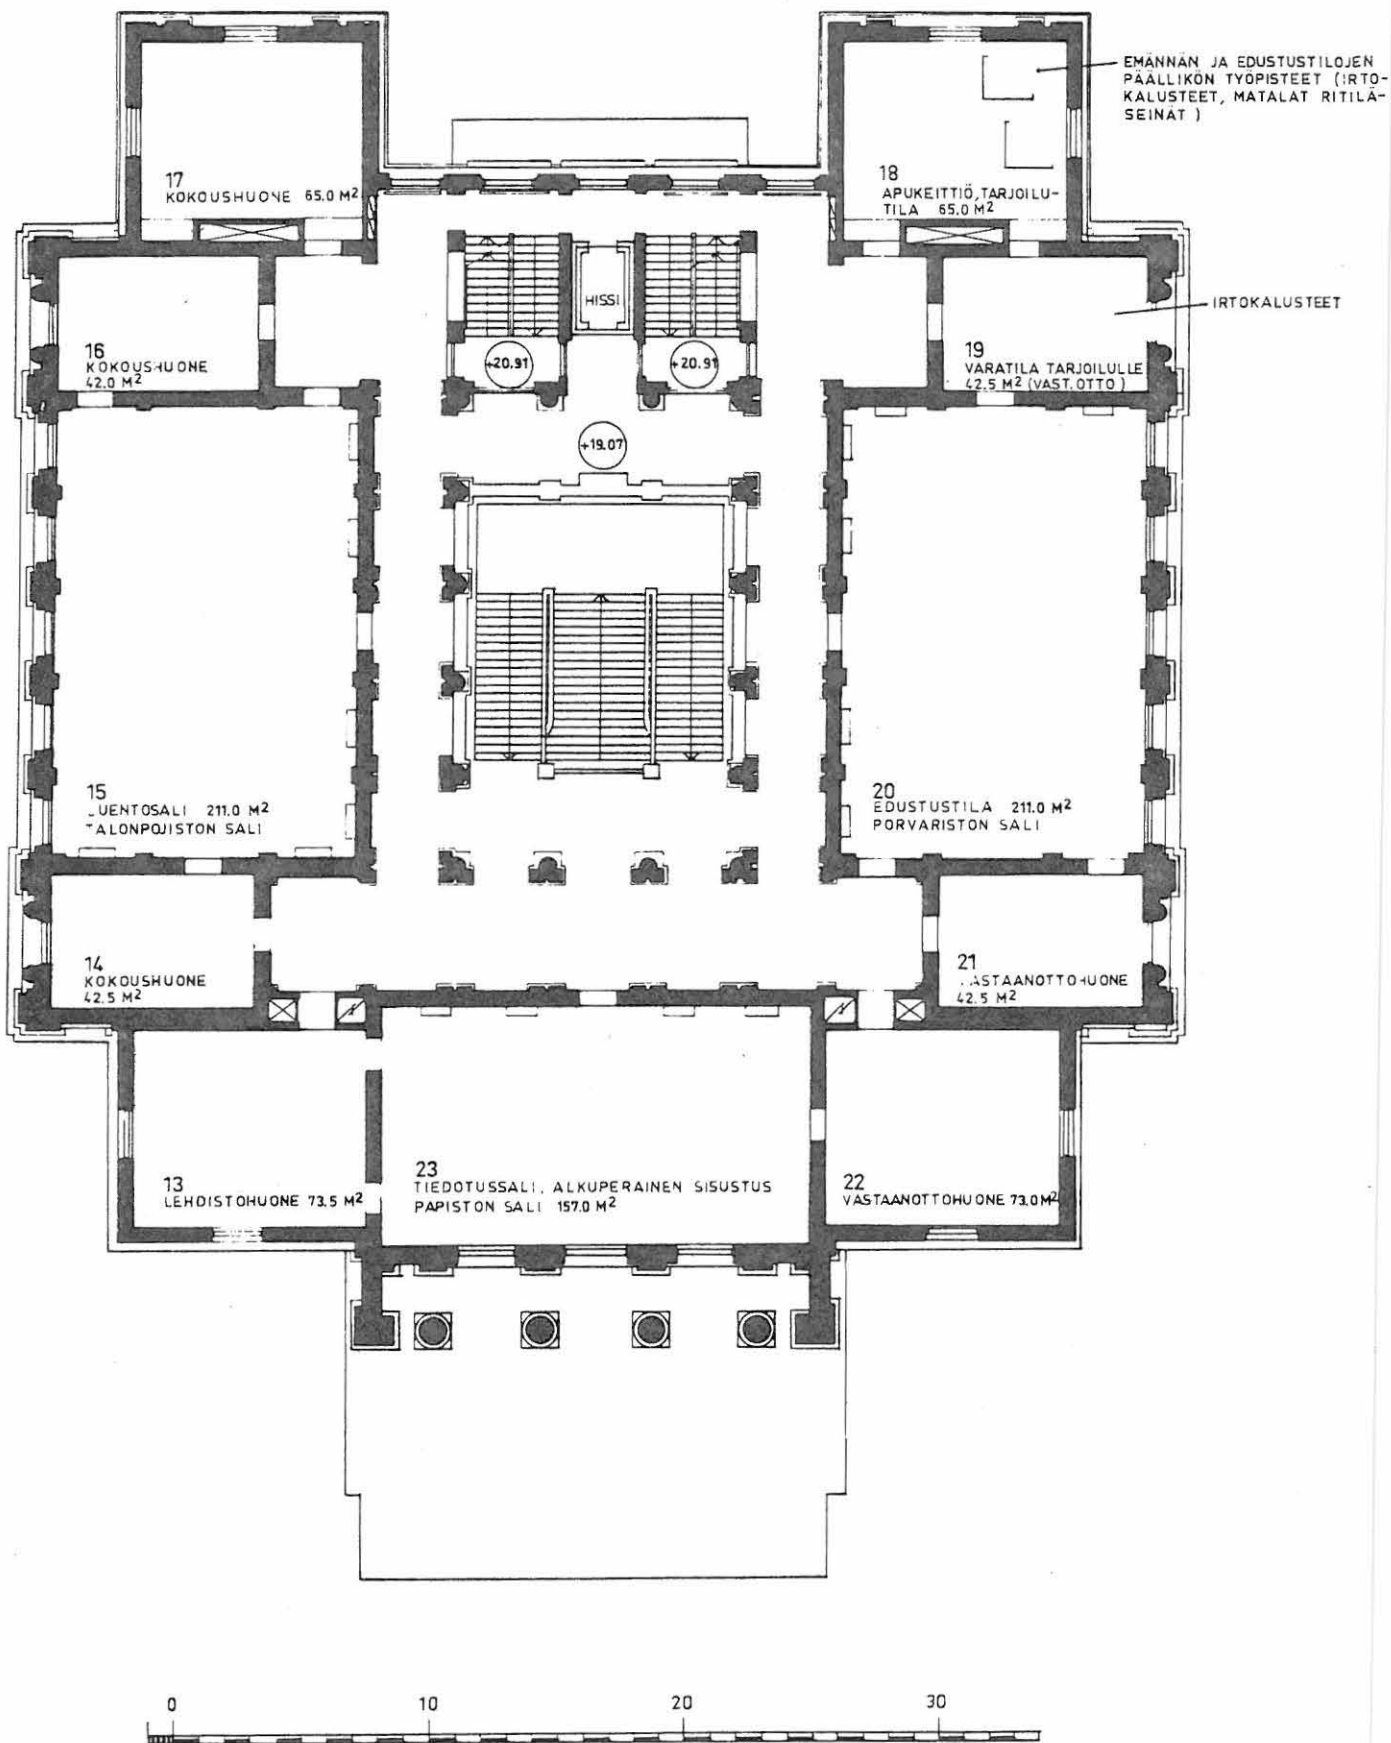 EMÄNNÄN JA EDUSTUSTILOJEN
PÄÄLLIKÖN TYÖPISTEET (IRTO-
KALUSTEET, MATALAT RITILÄ-
SEINÄT )
17
KOKOUSHUONE 65.0 M²
18
APUKEITTIÖ,TARJOILU-
TILA 65.0 M²
HISSI
IRTOKALUSTEET
16
KOKOUSHUONE
42.0 M²
+20.91
+20.91
19
VARATILA TARJOILULLE
42.5 M² (VAST.OTTO)
+19.07
15
LUENTOSALI 211.0 M²
TALONPOJISTON SALI
20
EDUSTUSTILA 211.0 M²
PORVARISTON SALI
14
KOKOUSHUONE
42.5 M²
21
VASTAANOTTOHUONE
42.5 M²
13
LEHDISTOHUONE 73.5 M²
23
TIEDOTUSSALI, ALKUPERAINEN SISUSTUS
PAPISTON SALI 157.0 M²
22
VASTAANOTTOHUONE 73.0M²
0 10 20 30